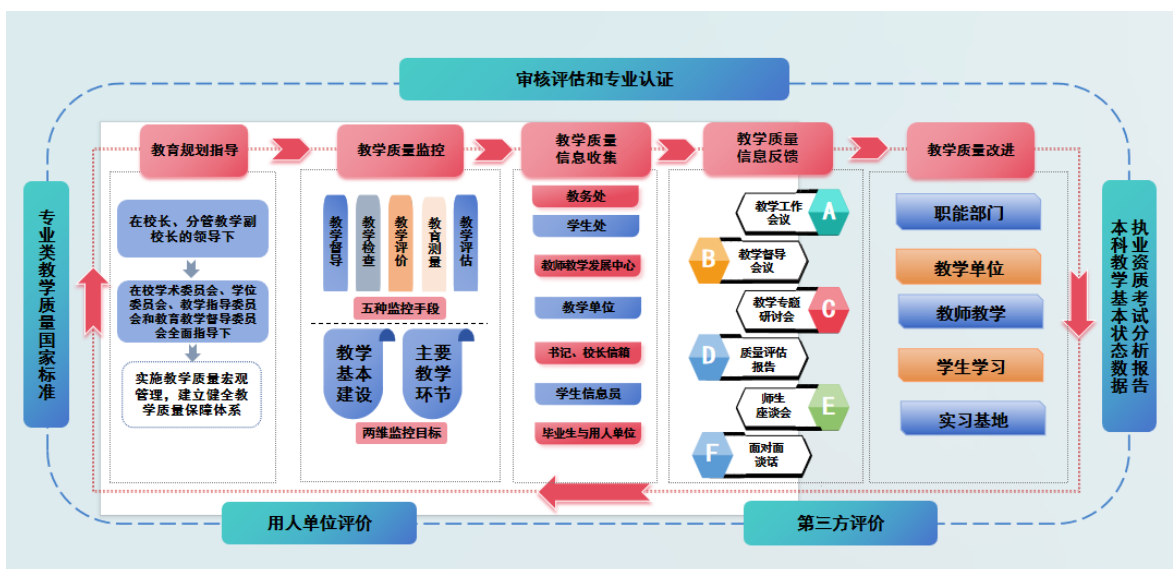 审核评估和专业认证
专业类教学质量国家标准
教育规划指导
教学质量监控
教学质量
信息收集
教学质量
信息反馈
教学质量改进
在校长、分管教学副
校长的领导下
在校学术委员会、学位
委员会、教学指导委员
会和教育教学督导委员
会全面指导下
实施教学质量宏观
管理，建立健全教
学质量保障体系
教学督导
教学检查
教学评价
教育测量
教学评估
五种监控手段
教学
基本
建设
主要
教学
环节
两维监控目标
教务处
学生处
教师教学发展中心
教学单位
书记、校长信箱
学生信息员
毕业生与用人单位
教学工作
会议
A
B
教学督导
会议
教学专题
研讨会
C
D
质量评估
报告
师生
座谈会
E
F
面对面
谈话
职能部门
教学单位
教师教学
学生学习
实习基地
执业资质考试分析报告
本科教学基本状态数据
用人单位评价
第三方评价